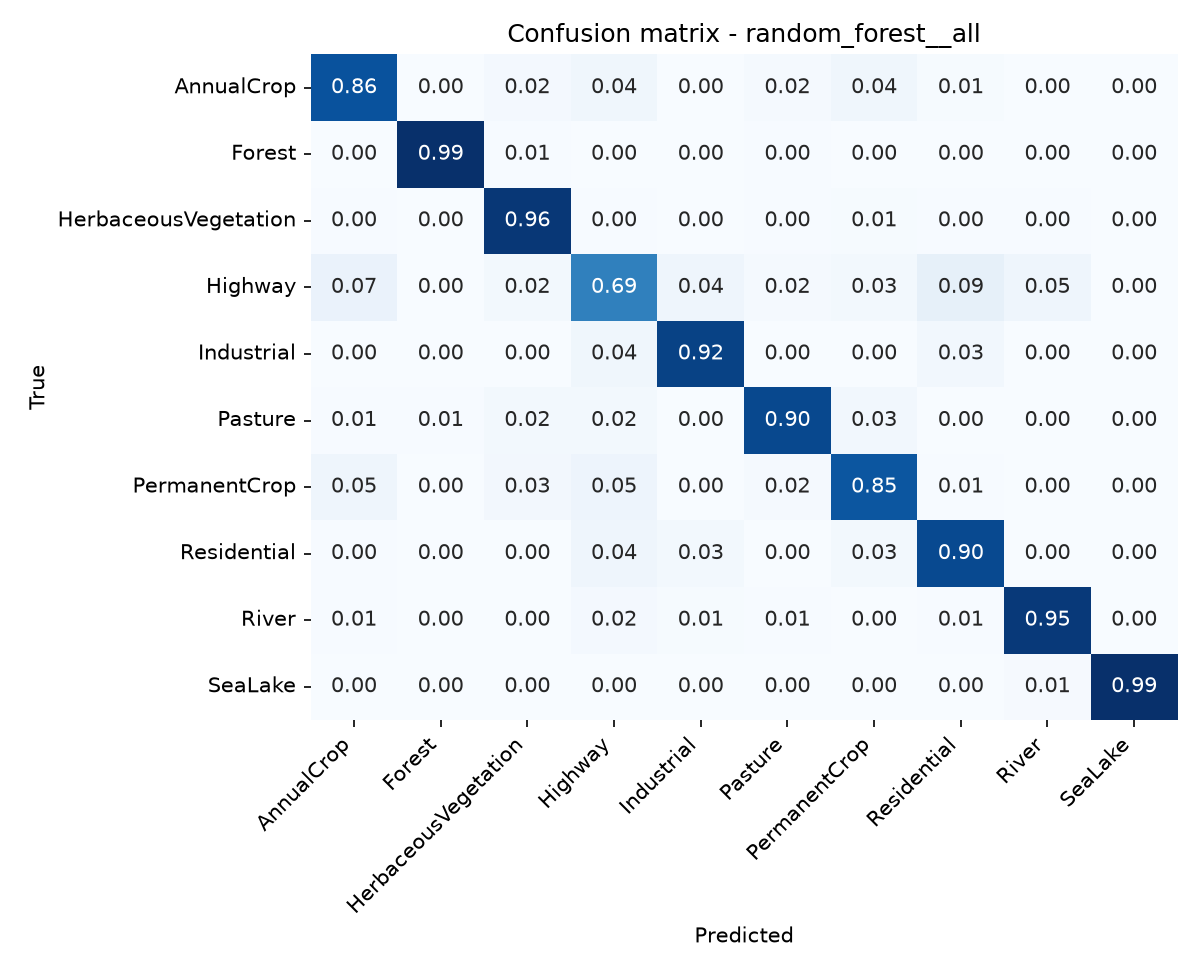 Confusion matrix - random_forest__all
AnnualCrop 0.86 0.00 0.02 0.04 0.00 0.02 0.04 0.01 0.00 0.00
Forest 0.00 0.99 0.01 0.00 0.00 0.00 0.00 0.00 0.00 0.00
HerbaceousVegetation 0.00 0.00 0.96 0.00 0.00 0.00 0.01 0.00 0.00 0.00
Highway 0.07 0.00 0.02 0.69 0.04 0.02 0.03 0.09 0.05 0.00
Industrial 0.00 0.00 0.00 0.04 0.92 0.00 0.00 0.03 0.00 0.00
True
Pasture 0.01 0.01 0.02 0.02 0.00 0.90 0.03 0.00 0.00 0.00
PermanentCrop 0.05 0.00 0.03 0.05 0.00 0.02 0.85 0.01 0.00 0.00
Residential 0.00 0.00 0.00 0.04 0.03 0.00 0.03 0.90 0.00 0.00
River 0.01 0.00 0.00 0.02 0.01 0.01 0.00 0.01 0.95 0.00
SeaLake 0.00 0.00 0.00 0.00 0.00 0.00 0.00 0.00 0.01 0.99
AnnualCrop Forest HerbaceousVegetation Highway Industrial Pasture PermanentCrop Residential River SeaLake
Predicted